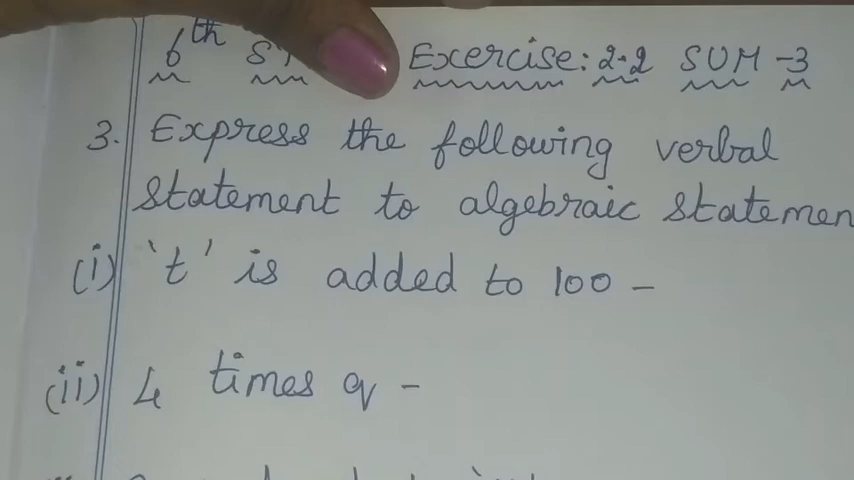 6th Exercise: 2.2 SUM -3
3. Express the following verbal
statement to algebraic statemen
(i) 't' is added to 100 -
(ii) 4 times q -